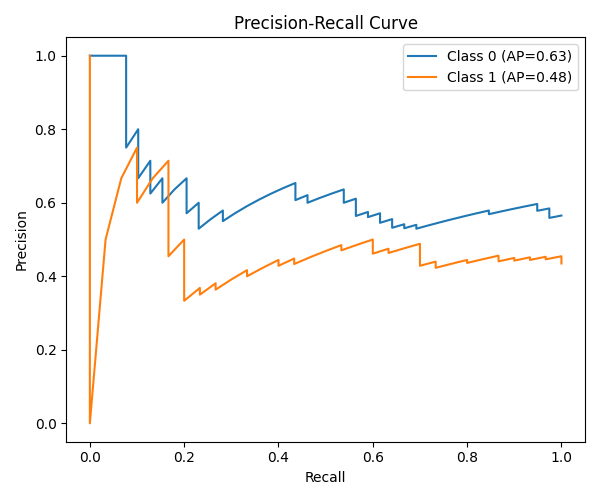 Precision-Recall Curve
Class 0 (AP=0.63)
Class 1 (AP=0.48)
Precision
1.0
0.8
0.6
0.4
0.2
0.0
0.0 0.2 0.4 0.6 0.8 1.0
Recall